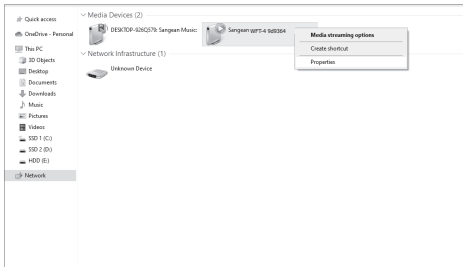 Quick access
OneDrive - Personal
This PC
3D Objects
Desktop
Documents
Downloads
Music
Pictures
Videos
SSD 1 (C:)
SSD 2 (D:)
HDD (E:)
Network
Media Devices (2)
DESKTOP-926Q579: Sangean Music
Sangean WFT-4 9d9364
Media streaming options
Create shortcut
Properties
Network Infrastructure (1)
Unknown Device